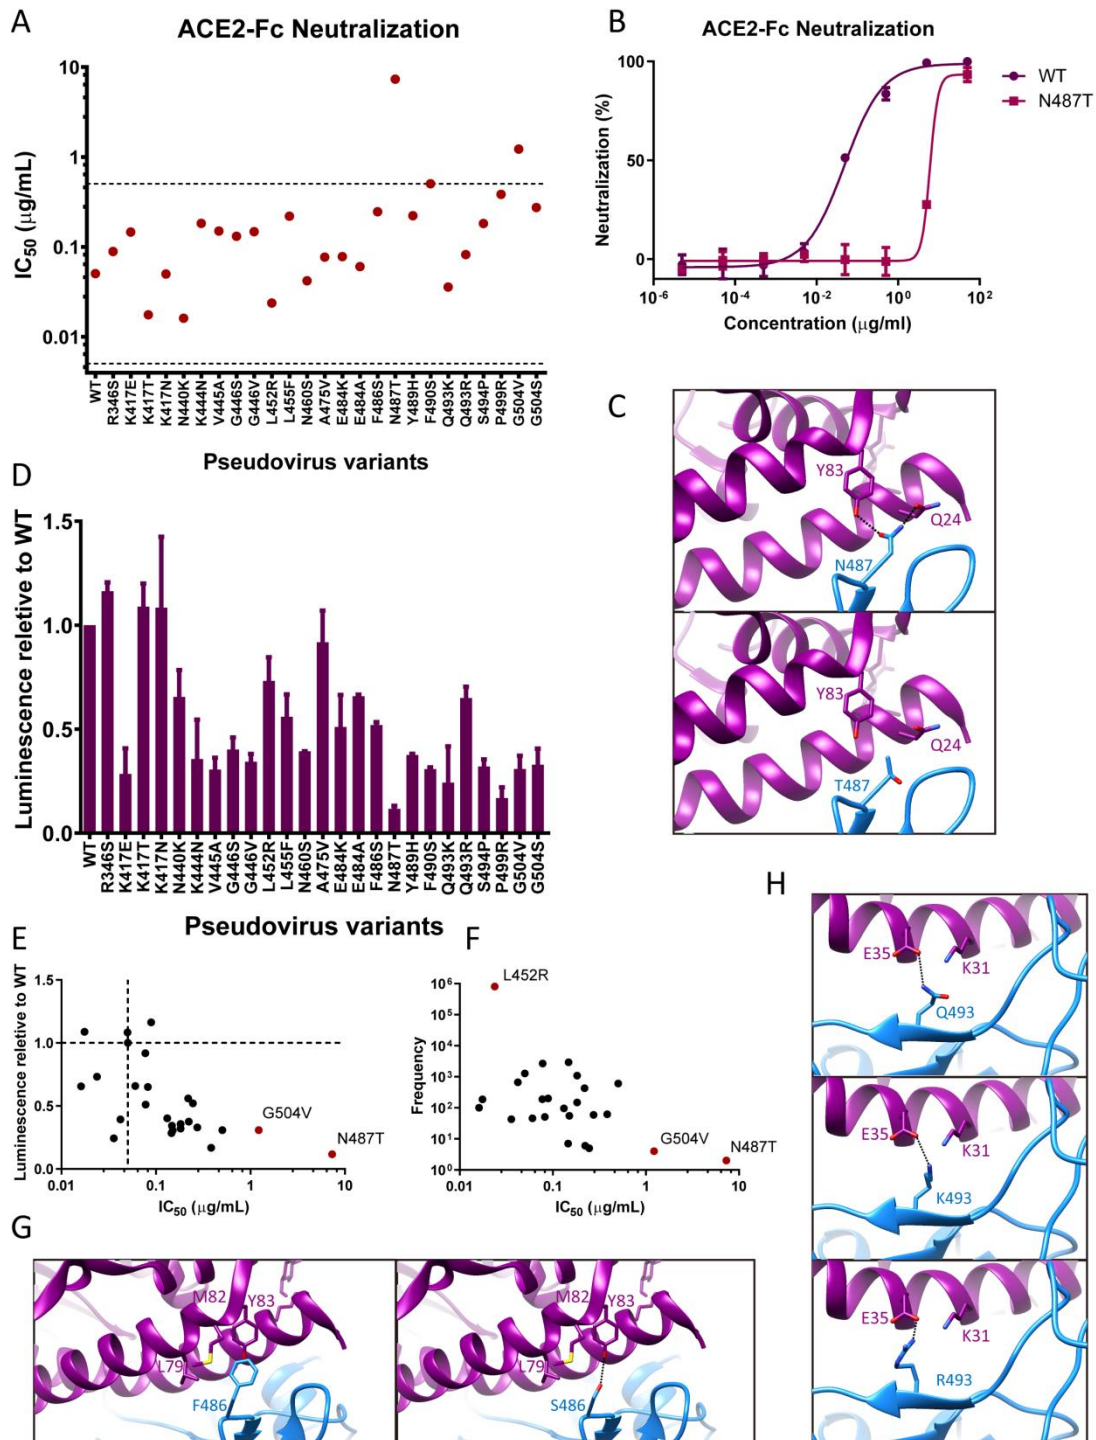 A
ACE2-Fc Neutralization
10
1
0.1
0.01
IC50 (μg/mL)
WT
R346S
K417E
K417T
K417N
N440K
K444N
V445A
G446S
G446V
L452R
L455F
N460S
A475V
E484K
E484A
F486S
N487T
Y489H
F490S
Q493K
Q493R
S494P
P499R
G504V
G504S
Pseudovirus variants
B
ACE2-Fc Neutralization
100
50
0
Neutralization (%)
10-6
10-4
10-2
100
102
Concentration (μg/ml)
WT
N487T
C
Y83
Q24
N487
Y83
Q24
T487
D
1.5
1.0
0.5
0.0
Luminescence reletive to WT
WT
R346S
K417E
K417T
K417N
N440K
K444N
V445A
G446S
G446V
L452R
L455F
N460S
A475V
E484K
E484A
F486S
N487T
Y489H
F490S
Q493K
Q493R
S494P
P499R
G504V
G504S
Pseudovirus variants
E
1.5
1.0
0.5
0.0
Luminescence reletive to WT
G504V
N487T
0.01
0.1
1
10
IC50 (μg/mL)
F
106
105
104
103
102
101
100
Frequency
L452R
G504V
N487T
0.01
0.1
1
10
IC50 (μg/mL)
G
M82
Y83
L79
F486
M82
Y83
L79
S486
H
E35
K31
Q493
E35
K31
K493
E35
K31
R493